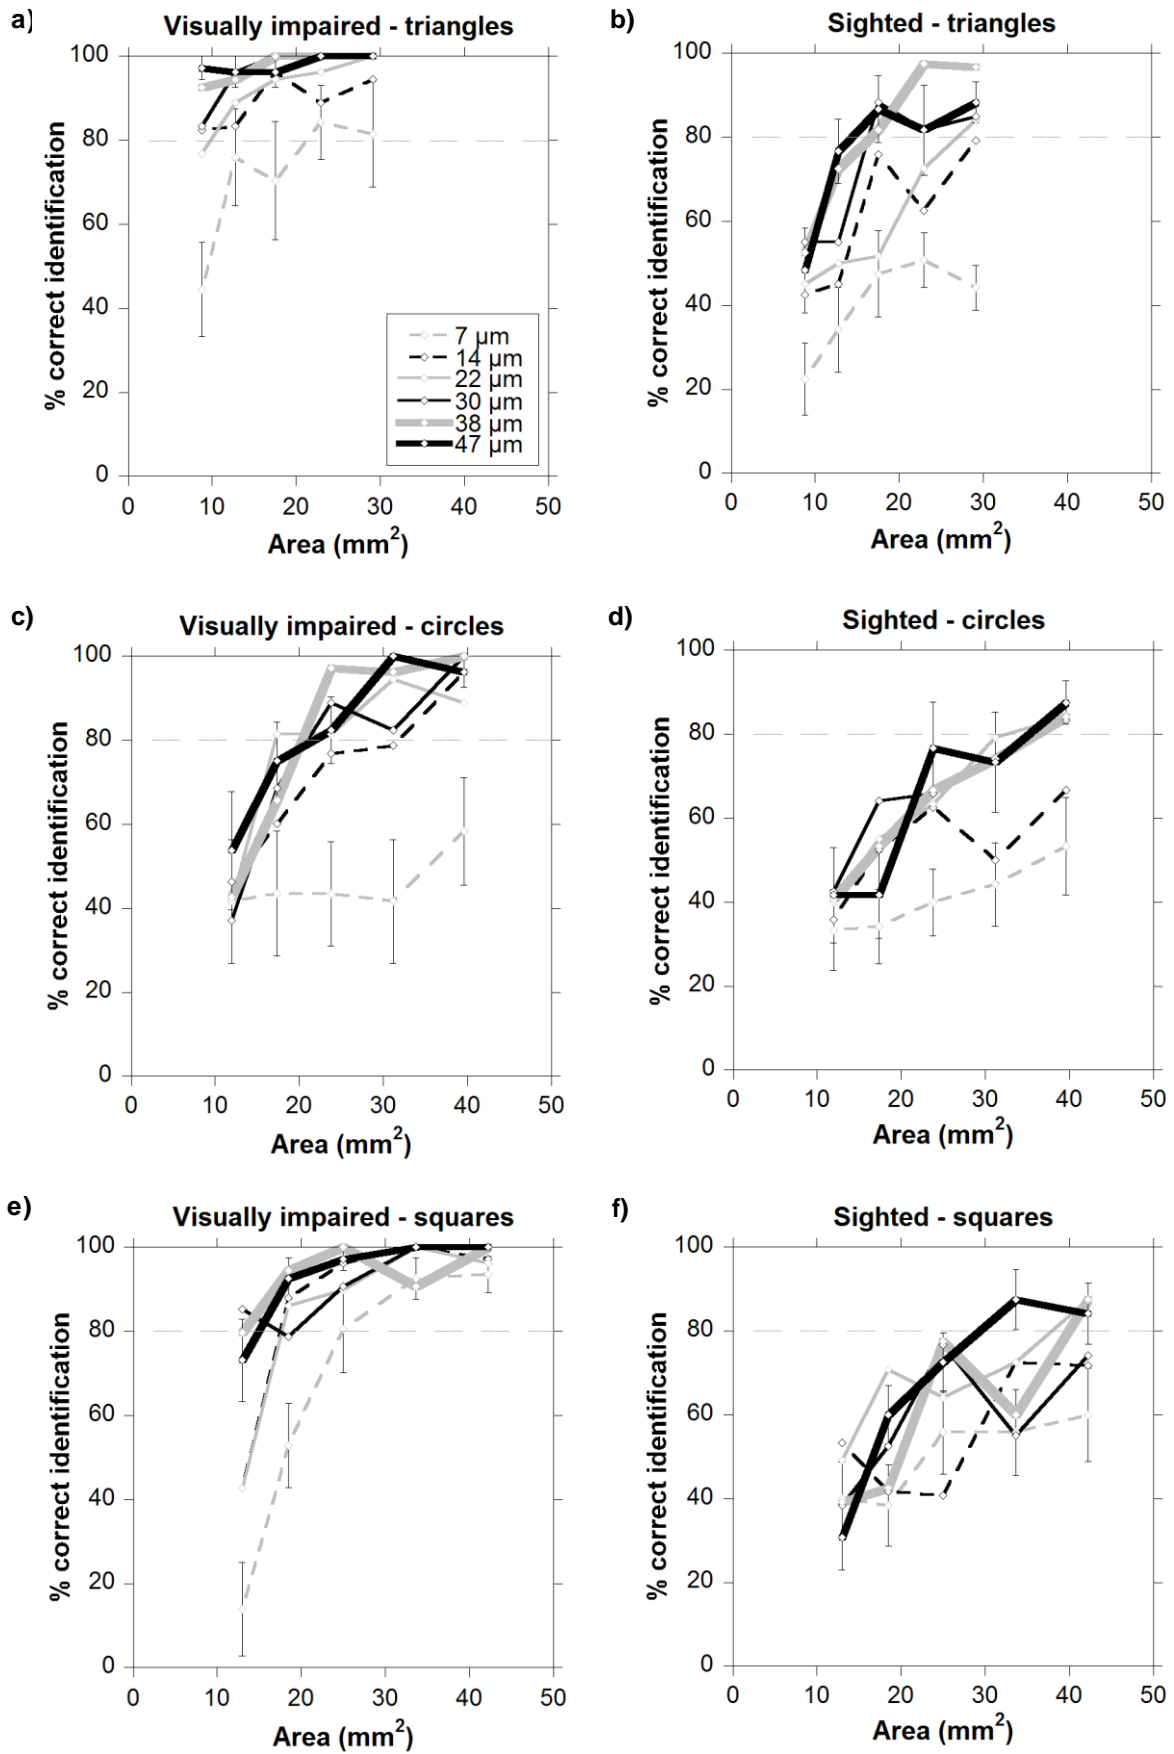 a)
Visually impaired - triangles
100
80
60
40
20
0
% correct identification
7 µm
14 µm
22 µm
30 µm
38 µm
47 µm
0 10 20 30 40 50
Area (mm²)
b)
Sighted - triangles
100
80
60
40
20
0
% correct identification
0 10 20 30 40 50
Area (mm²)
c)
Visually impaired - circles
100
80
60
40
20
0
% correct identification
0 10 20 30 40 50
Area (mm²)
d)
Sighted - circles
100
80
60
40
20
0
% correct identification
0 10 20 30 40 50
Area (mm²)
e)
Visually impaired - squares
100
80
60
40
20
0
% correct identification
0 10 20 30 40 50
Area (mm²)
f)
Sighted - squares
100
80
60
40
20
0
% correct identification
0 10 20 30 40 50
Area (mm²)